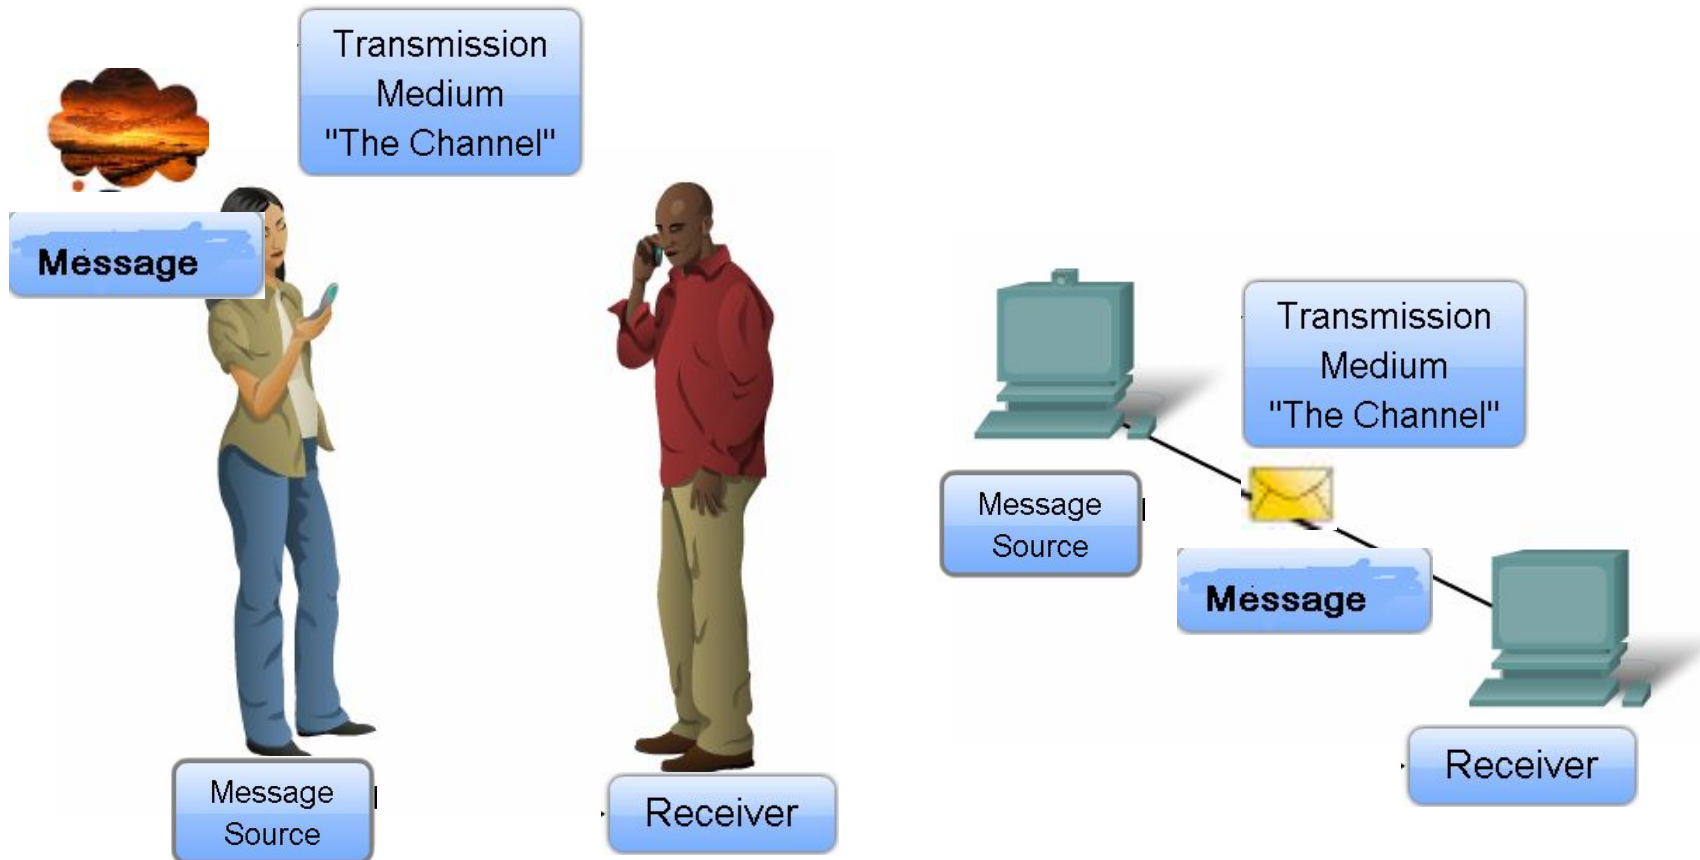 Transmission
Medium
"The Channel"
Message
Message
Source
Receiver
Transmission
Medium
"The Channel"
Message
Source
Message
Receiver